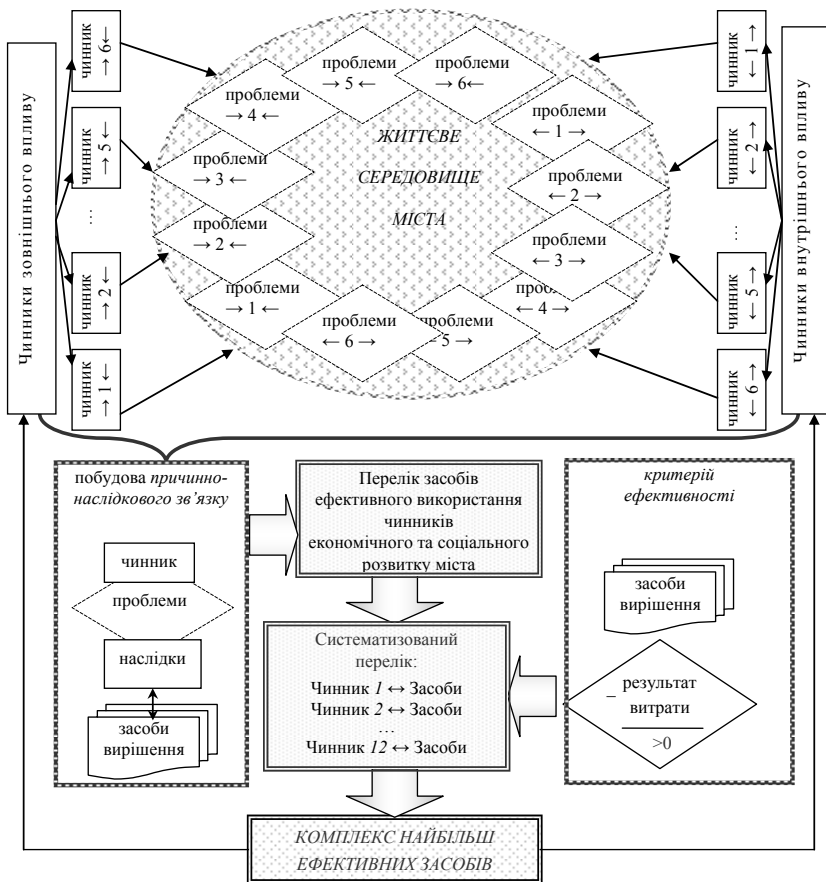 Чинники зовнішнього впливу
чинник
→ 6←
чинник
→ 5 ←
…
чинник
→ 2 ←
чинник
→ 1 ←
проблеми
→ 4 ←
проблеми
→ 5 ←
проблеми
→ 6←
проблеми
→ 3 ←
проблеми
→ 2 ←
проблеми
→ 1 ←
ЖИТТЄВЕ
СЕРЕДОВИЩЕ
МІСТА
проблеми
← 1 →
проблеми
← 2 →
проблеми
← 3 →
проблеми
← 4 →
проблеми
← 5 →
проблеми
← 6 →
чинник
← 1 →
чинник
← 2 →
…
чинник
← 5 →
чинник
← 6 →
Чинники внутрішнього впливу
побудова причинно-
наслідкового зв’язку
чинник
проблеми
наслідки
засоби
вирішення
Перелік засобів
ефективного використання
чинників
економічного та соціального
розвитку міста
Систематизований
перелік:
Чинник 1 ↔ Засоби
Чинник 2 ↔ Засоби
…
Чинник 12 ↔ Засоби
критерій
ефективності
засоби
вирішення
результат
–
витрати
>0
КОМПЛЕКС НАЙБІЛЬШ
ЕФЕКТИВНИХ ЗАСОБІВ